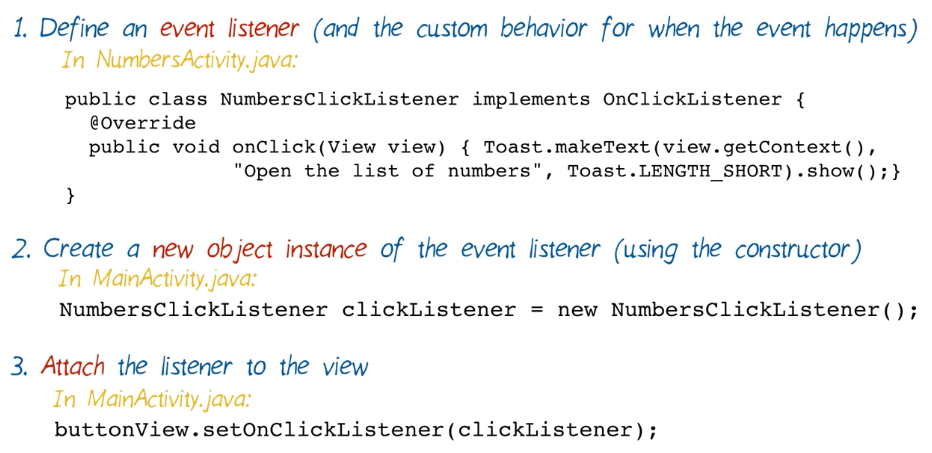 1. Define an event listener (and the custom behavior for when the event happens)
In NumbersActivity.java:
public class NumbersClickListener implements OnClickListener {
@Override
public void onClick(View view) { Toast.makeText(view.getContext(),
"Open the list of numbers", Toast.LENGTH_SHORT).show();}
}
2. Create a new object instance of the event listener (using the constructor)
In MainActivity.java:
NumbersClickListener clickListener = new NumbersClickListener();
3. Attach the listener to the view
In MainActivity.java:
buttonView.setOnClickListener(clickListener);